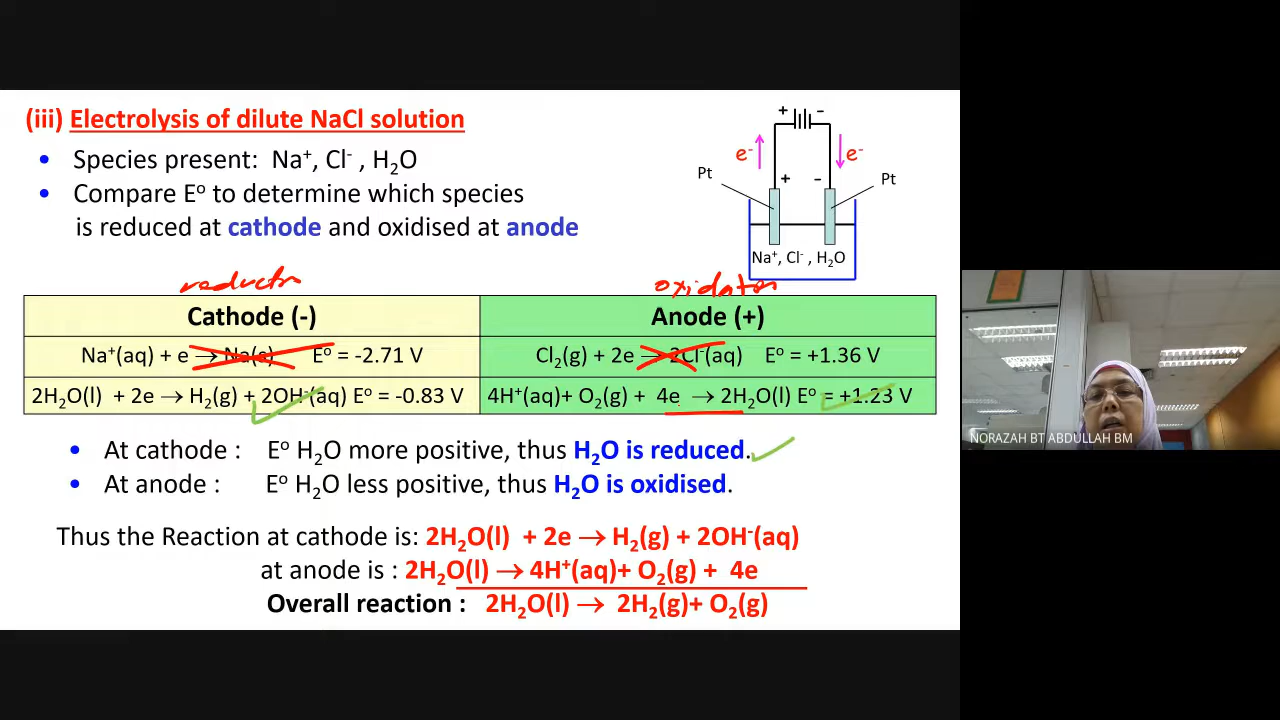 (iii) Electrolysis of dilute NaCl solution
• Species present: Na⁺, Cl⁻ , H₂O
• Compare Eº to determine which species
is reduced at cathode and oxidised at anode
+ -
e⁻ e⁻
Pt + - Pt
Na⁺, Cl⁻ , H₂O
Cathode (-) Anode (+)
Na⁺(aq) + e → Na(s) Eº = -2.71 V Cl₂(g) + 2e → 2Cl⁻(aq) Eº = +1.36 V
2H₂O(l) + 2e → H₂(g) + 2OH⁻(aq) Eº = -0.83 V 4H⁺(aq)+ O₂(g) + 4e → 2H₂O(l) Eº = +1.23 V
• At cathode : Eº H₂O more positive, thus H₂O is reduced.
• At anode : Eº H₂O less positive, thus H₂O is oxidised.
Thus the Reaction at cathode is: 2H₂O(l) + 2e → H₂(g) + 2OH⁻(aq)
at anode is : 2H₂O(l) → 4H⁺(aq)+ O₂(g) + 4e
Overall reaction : 2H₂O(l) → 2H₂(g)+ O₂(g)
NORAZAH BT ABDULLAH BM